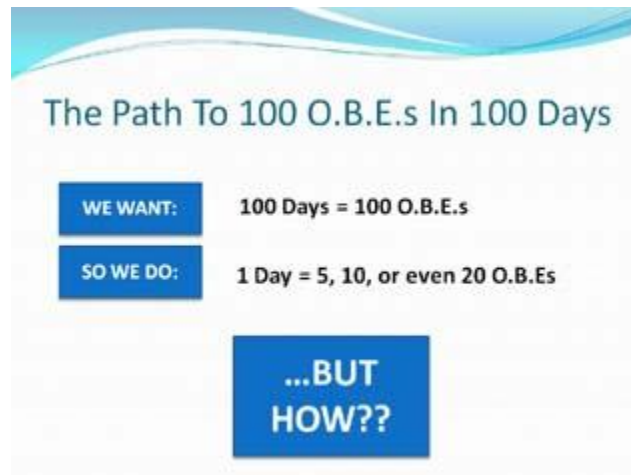 The Path To 100 O.B.E.s In 100 Days
WE WANT:
100 Days = 100 O.B.E.s
SO WE DO:
1 Day = 5, 10, or even 20 O.B.Es
...BUT
HOW??